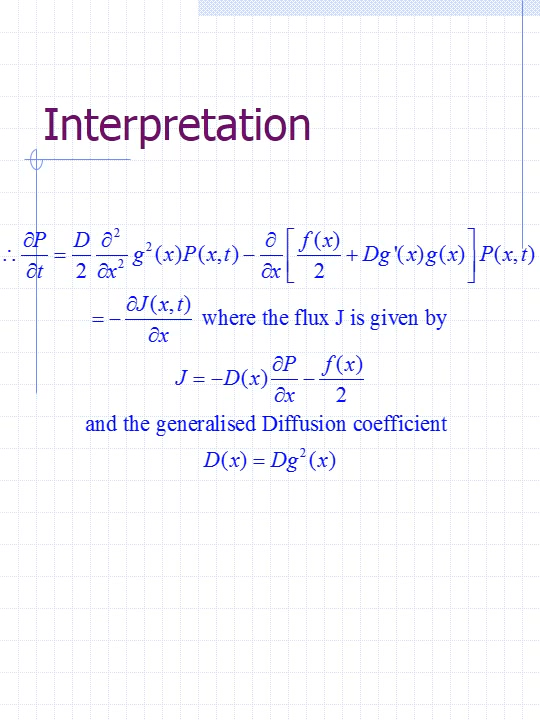 Interpretation
∴ ∂P/∂t = D/2 ∂²/∂x² g²(x)P(x,t) − ∂/∂x [ f(x)/2 + Dg'(x)g(x) ] P(x,t)
= − ∂J(x,t)/∂x where the flux J is given by
J = −D(x) ∂P/∂x − f(x)/2
and the generalised Diffusion coefficient
D(x) = Dg²(x)